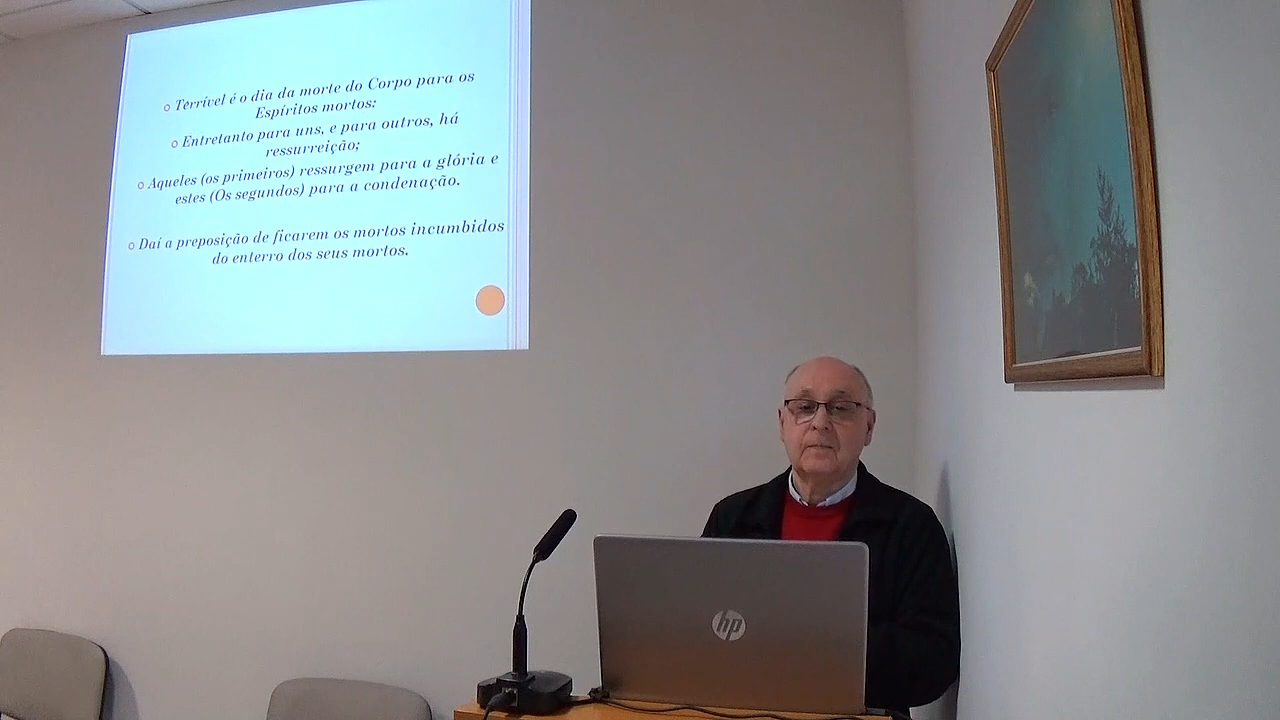 Terrível é o dia da morte do Corpo para os
Espíritos mortos:
Entretanto para uns, e para outros, há
ressurreição;
Aqueles (os primeiros) ressurgem para a glória e
estes (Os segundos) para a condenação.
Daí a preposição de ficarem os mortos incumbidos
do enterro dos seus mortos.
hp